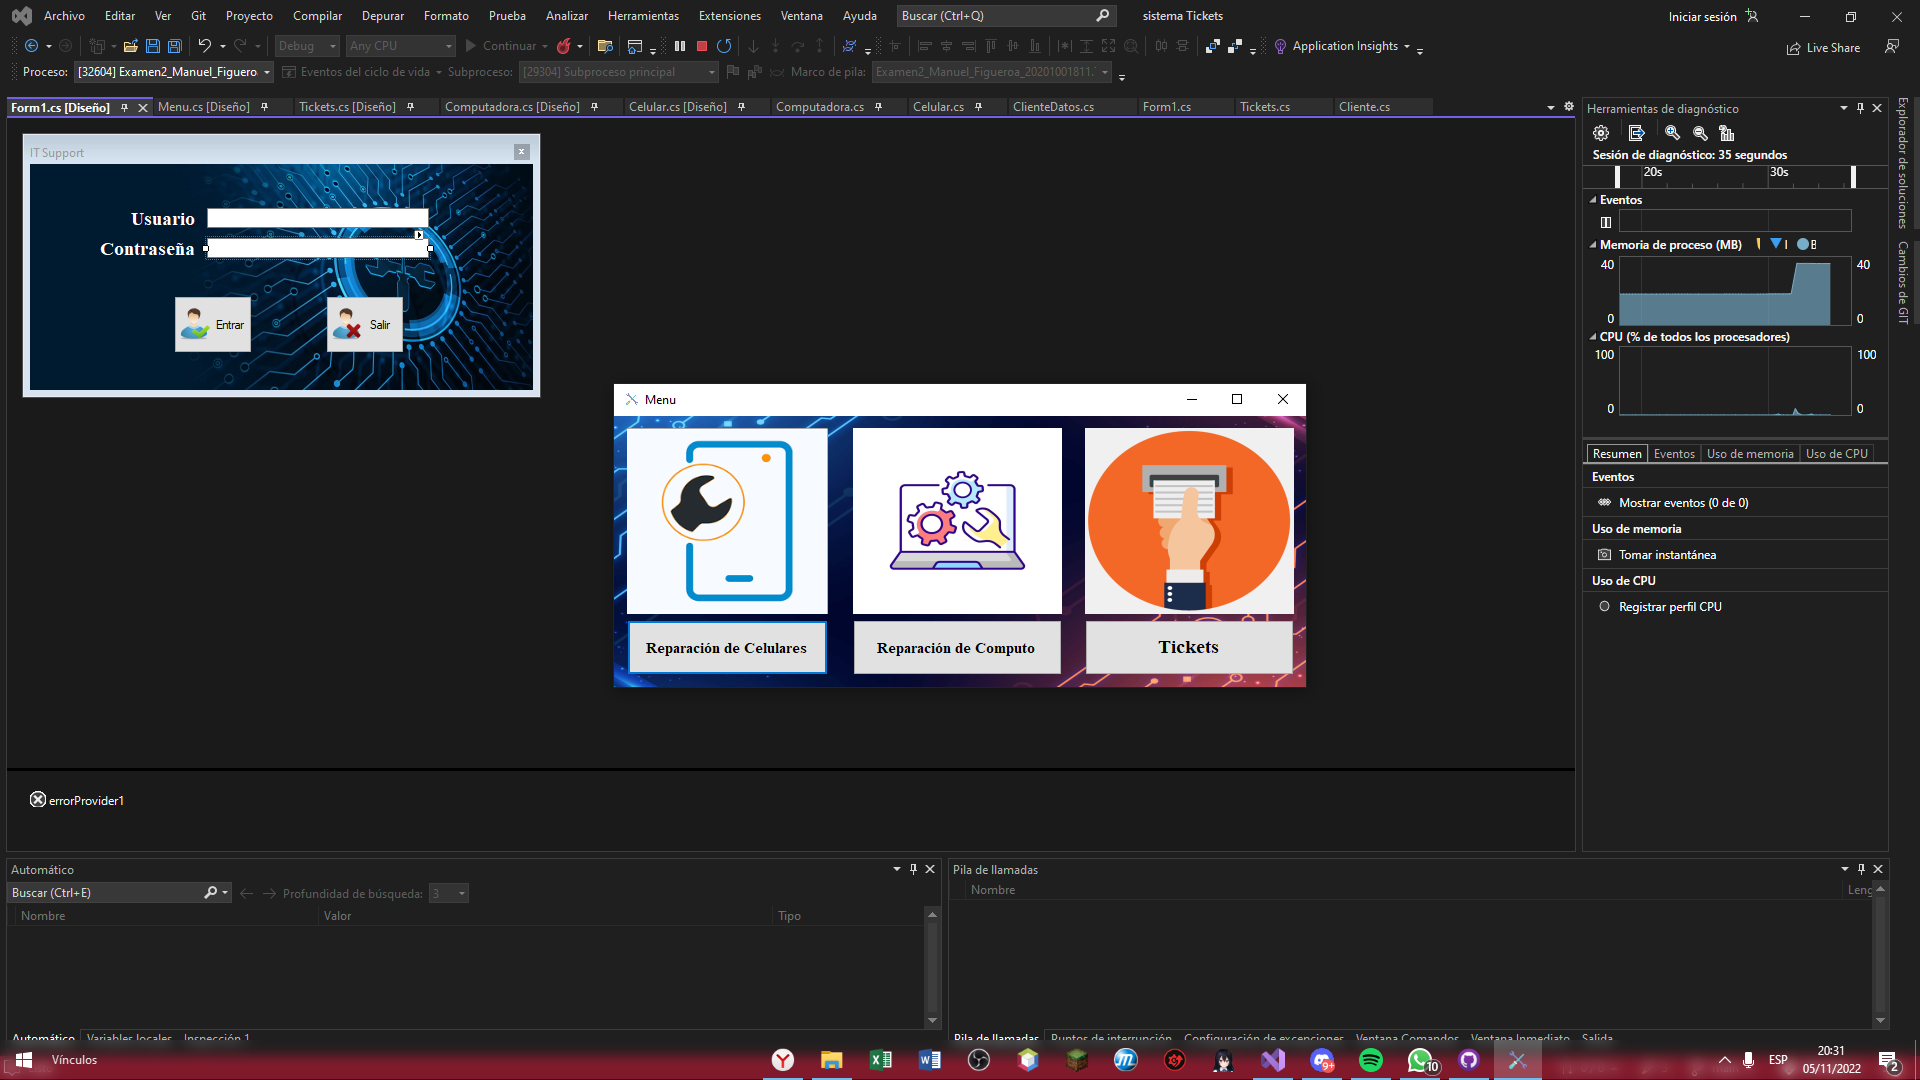 Archivo Editar Ver Git Proyecto Compilar Depurar Formato Prueba Analizar Herramientas Extensiones Ventana Ayuda Buscar (Ctrl+Q) sistema Tickets Iniciar sesión
Debug Any CPU Continuar Application Insights Live Share
Proceso: [32604] Examen2_Manuel_Figueroa Eventos del ciclo de vida Subproceso: [29304] Subproceso principal Marco de pila: Examen2_Manuel_Figueroa_20201001811.
Form1.cs [Diseño] Menu.cs [Diseño] Tickets.cs [Diseño] Computadora.cs [Diseño] Celular.cs [Diseño] Computadora.cs Celular.cs ClienteDatos.cs Form1.cs Tickets.cs Cliente.cs
IT Support
Usuario
Contraseña
Entrar Salir
Menu
Reparación de Celulares Reparación de Computo Tickets
errorProvider1
Herramientas de diagnóstico
Sesión de diagnóstico: 35 segundos
20s 30s
Eventos
Memoria de proceso (MB) I B
40 40
0 0
CPU (% de todos los procesadores)
100 100
0 0
Resumen Eventos Uso de memoria Uso de CPU
Eventos
Mostrar eventos (0 de 0)
Uso de memoria
Tomar instantánea
Uso de CPU
Registrar perfil CPU
Explorador de soluciones
Cambios de GIT
Automático
Buscar (Ctrl+E) Profundidad de búsqueda: 3
Nombre Valor Tipo
Automático Variables locales Inspección 1
Pila de llamadas
Nombre Leng
Pila de llamadas Puntos de interrupción Configuración de excepciones Ventana Comandos Ventana Inmediato Salida
Vínculos 9+ 10 ESP 20:31
05/11/2022 2